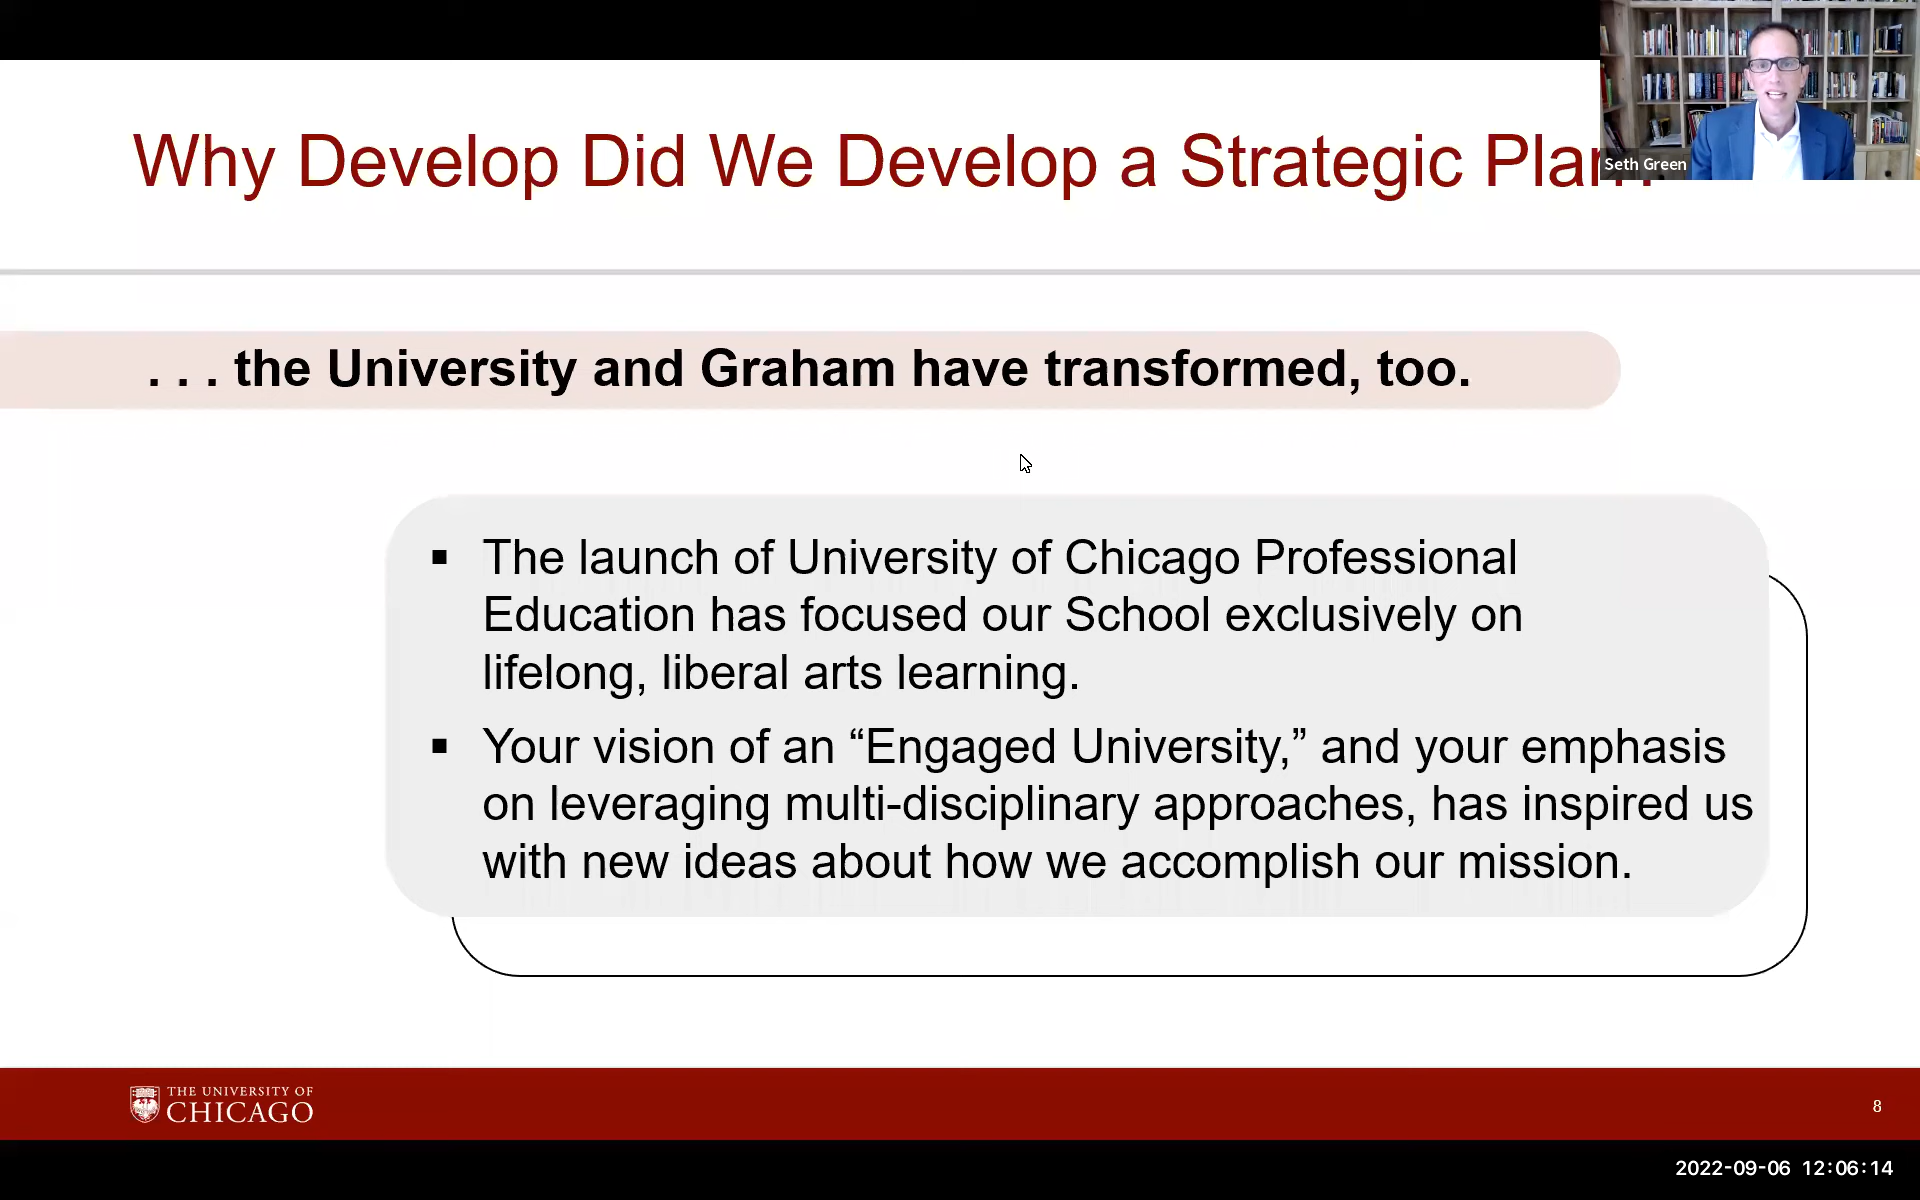 Why Develop Did We Develop a Strategic Plan?
Seth Green
. . . the University and Graham have transformed, too.
▪ The launch of University of Chicago Professional
Education has focused our School exclusively on
lifelong, liberal arts learning.
▪ Your vision of an “Engaged University,” and your emphasis
on leveraging multi-disciplinary approaches, has inspired us
with new ideas about how we accomplish our mission.
THE UNIVERSITY OF
CHICAGO
8
2022-09-06 12:06:14